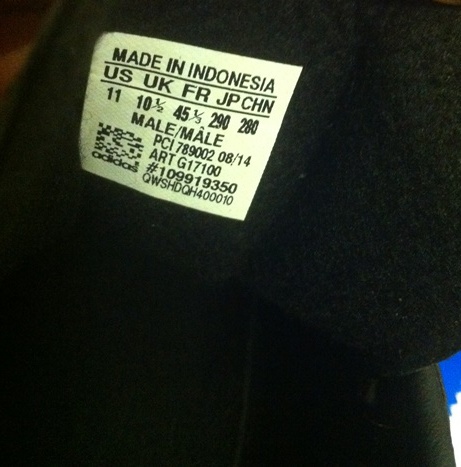 MADE IN INDONESIA
US UK FR JP CHN
11 10½ 45⅓ 290 280
MALE/MÂLE
PCI 789002 08/14
ART G17100
#109919350
QWSHDQH400010
adidas